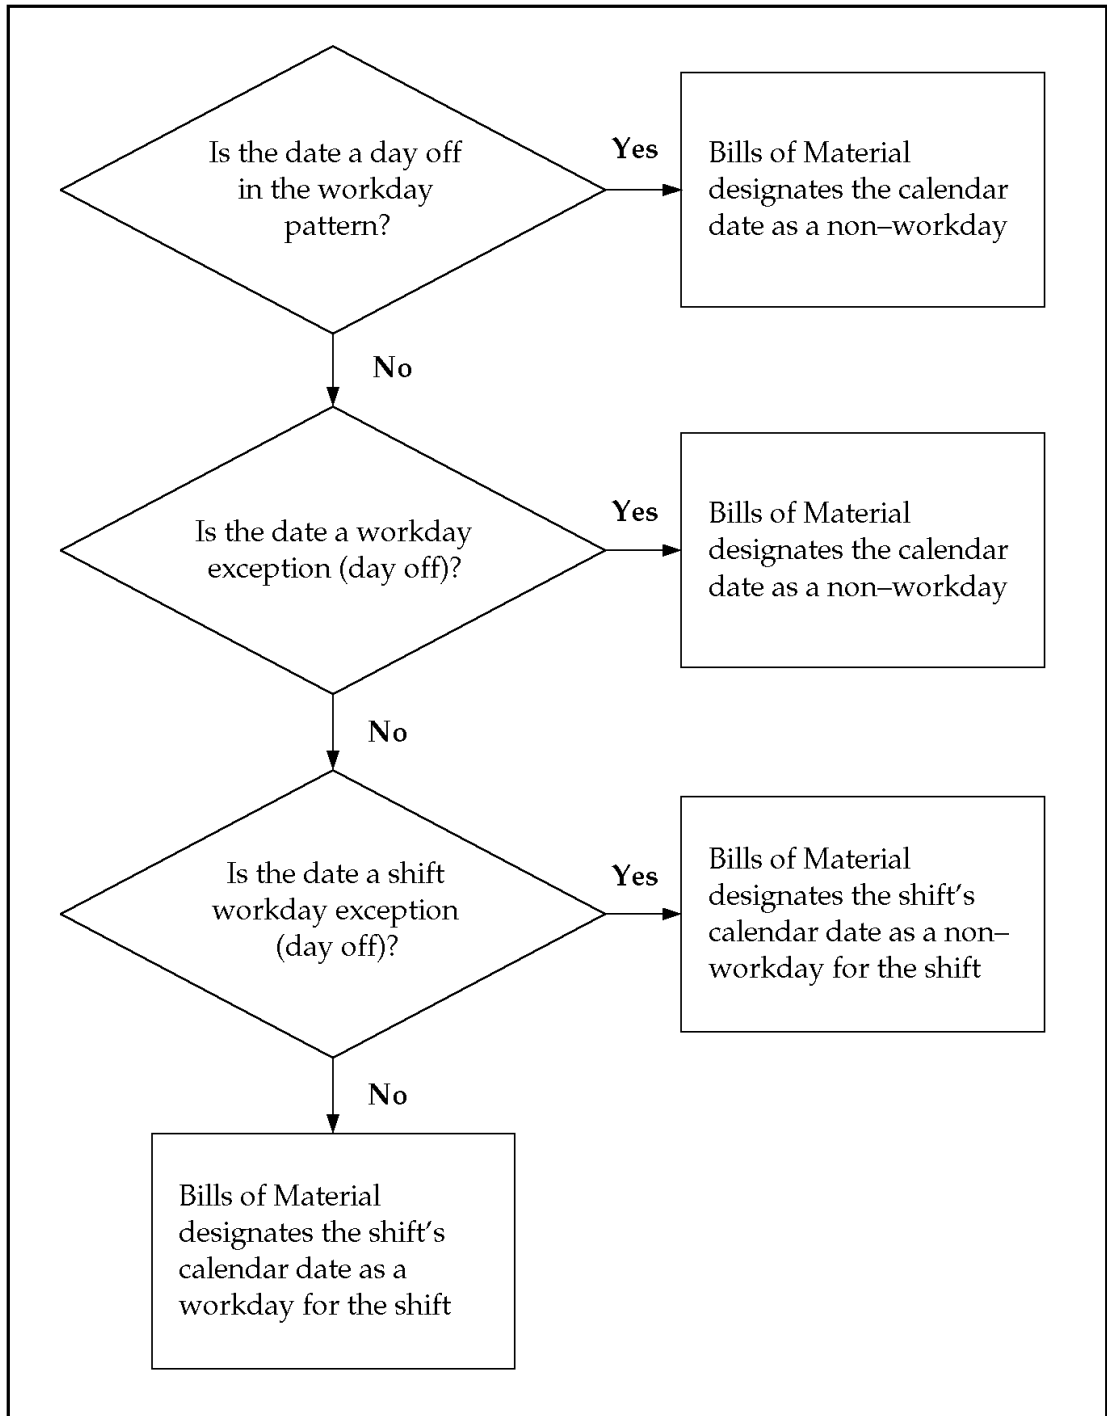 Is the date a day off
in the workday
pattern?
Yes
Bills of Material
designates the calendar
date as a non–workday
No
Is the date a workday
exception (day off)?
Yes
Bills of Material
designates the calendar
date as a non–workday
No
Is the date a shift
workday exception
(day off)?
Yes
Bills of Material
designates the shift's
calendar date as a non–
workday for the shift
No
Bills of Material
designates the shift's
calendar date as a
workday for the shift